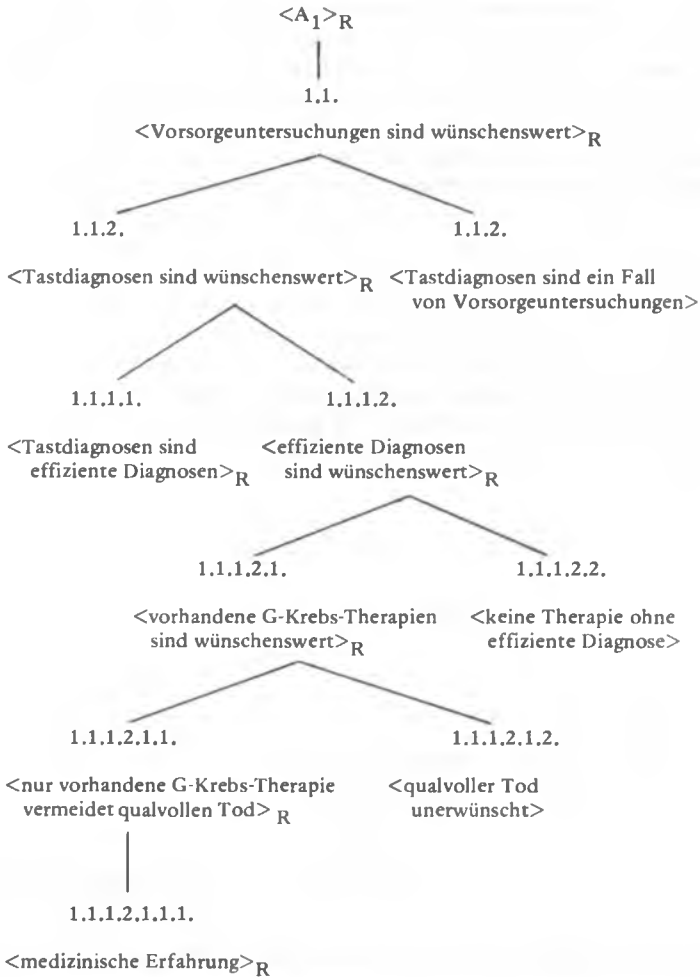 <A1>R
1.1.
<Vorsorgeuntersuchungen sind wünschenswert>R
1.1.2. 1.1.2.
<Tastdiagnosen sind wünschenswert>R <Tastdiagnosen sind ein Fall
von Vorsorgeuntersuchungen>
1.1.1.1. 1.1.1.2.
<Tastdiagnosen sind <effiziente Diagnosen
effiziente Diagnosen>R sind wünschenswert>R
1.1.1.2.1. 1.1.1.2.2.
<vorhandene G-Krebs-Therapien <keine Therapie ohne
sind wünschenswert>R effiziente Diagnose>
1.1.1.2.1.1. 1.1.1.2.1.2.
<nur vorhandene G-Krebs-Therapie <qualvoller Tod
vermeidet qualvollen Tod>R unerwünscht>
1.1.1.2.1.1.1.
<medizinische Erfahrung>R